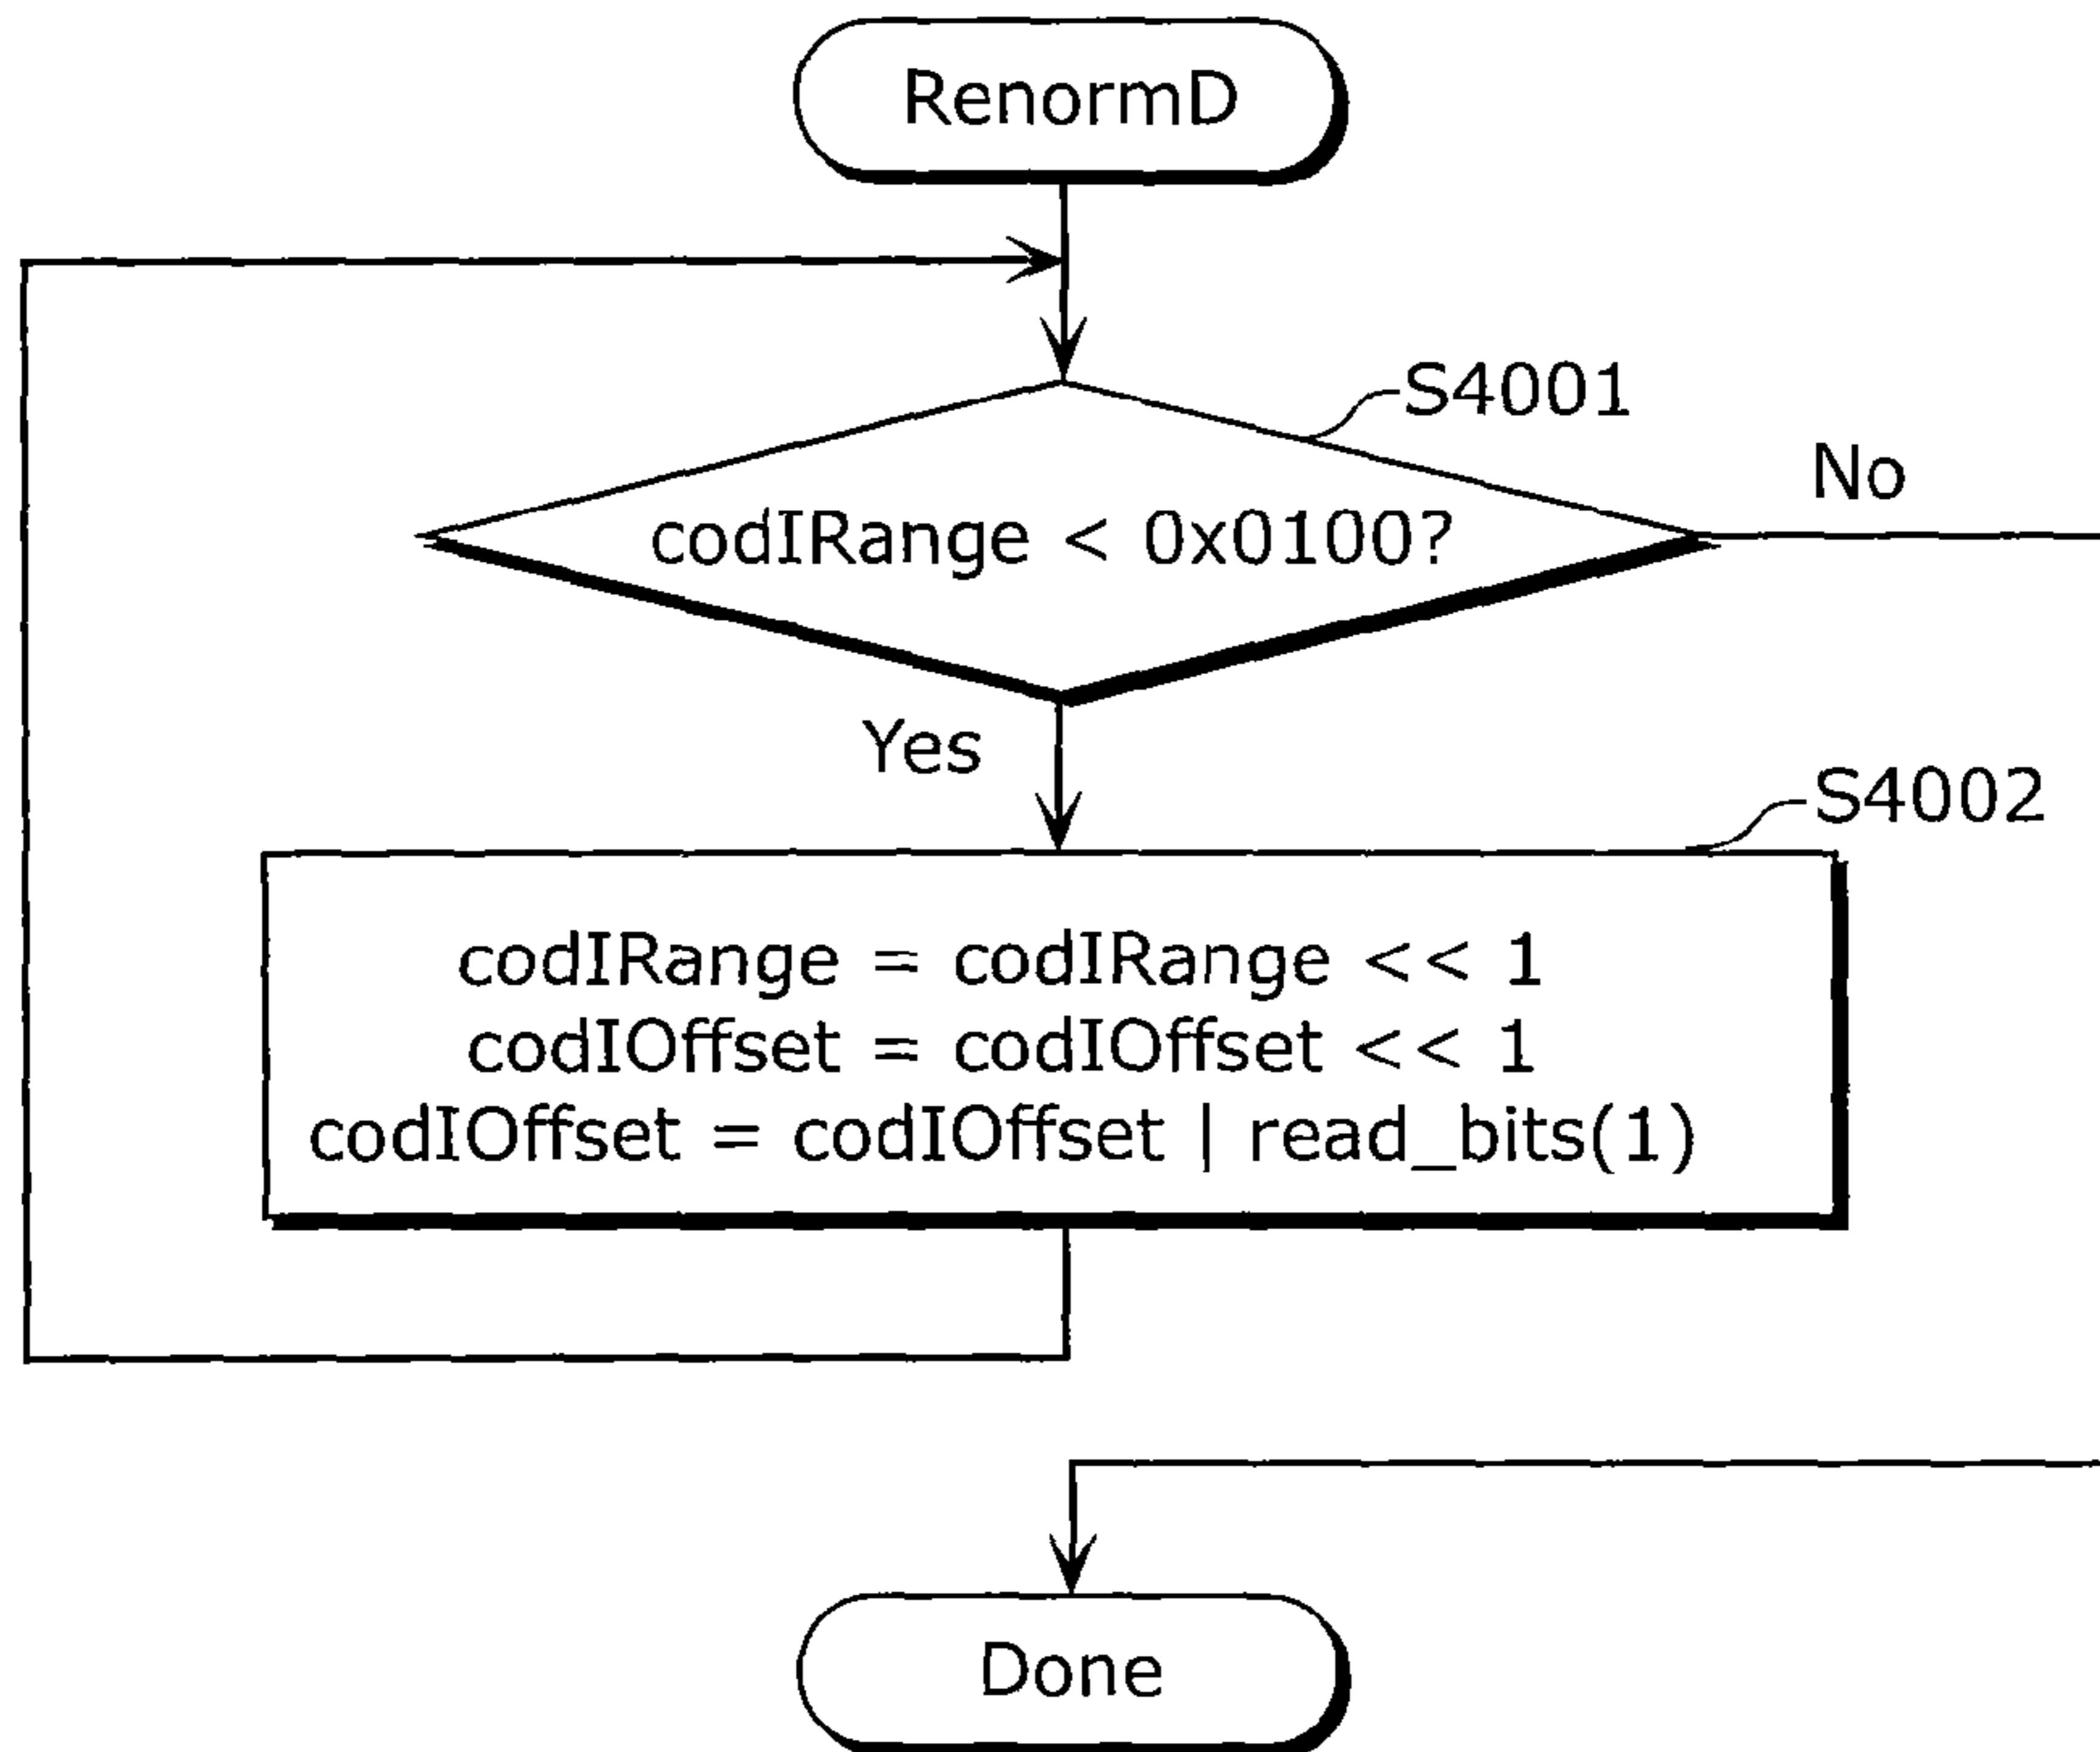 RenormD
S4001
No
codIRange < 0x0100?
Yes
S4002
codIRange = codIRange << 1
codIOffset = codIOffset << 1
codIOffset = codIOffset | read_bits(1)
Done